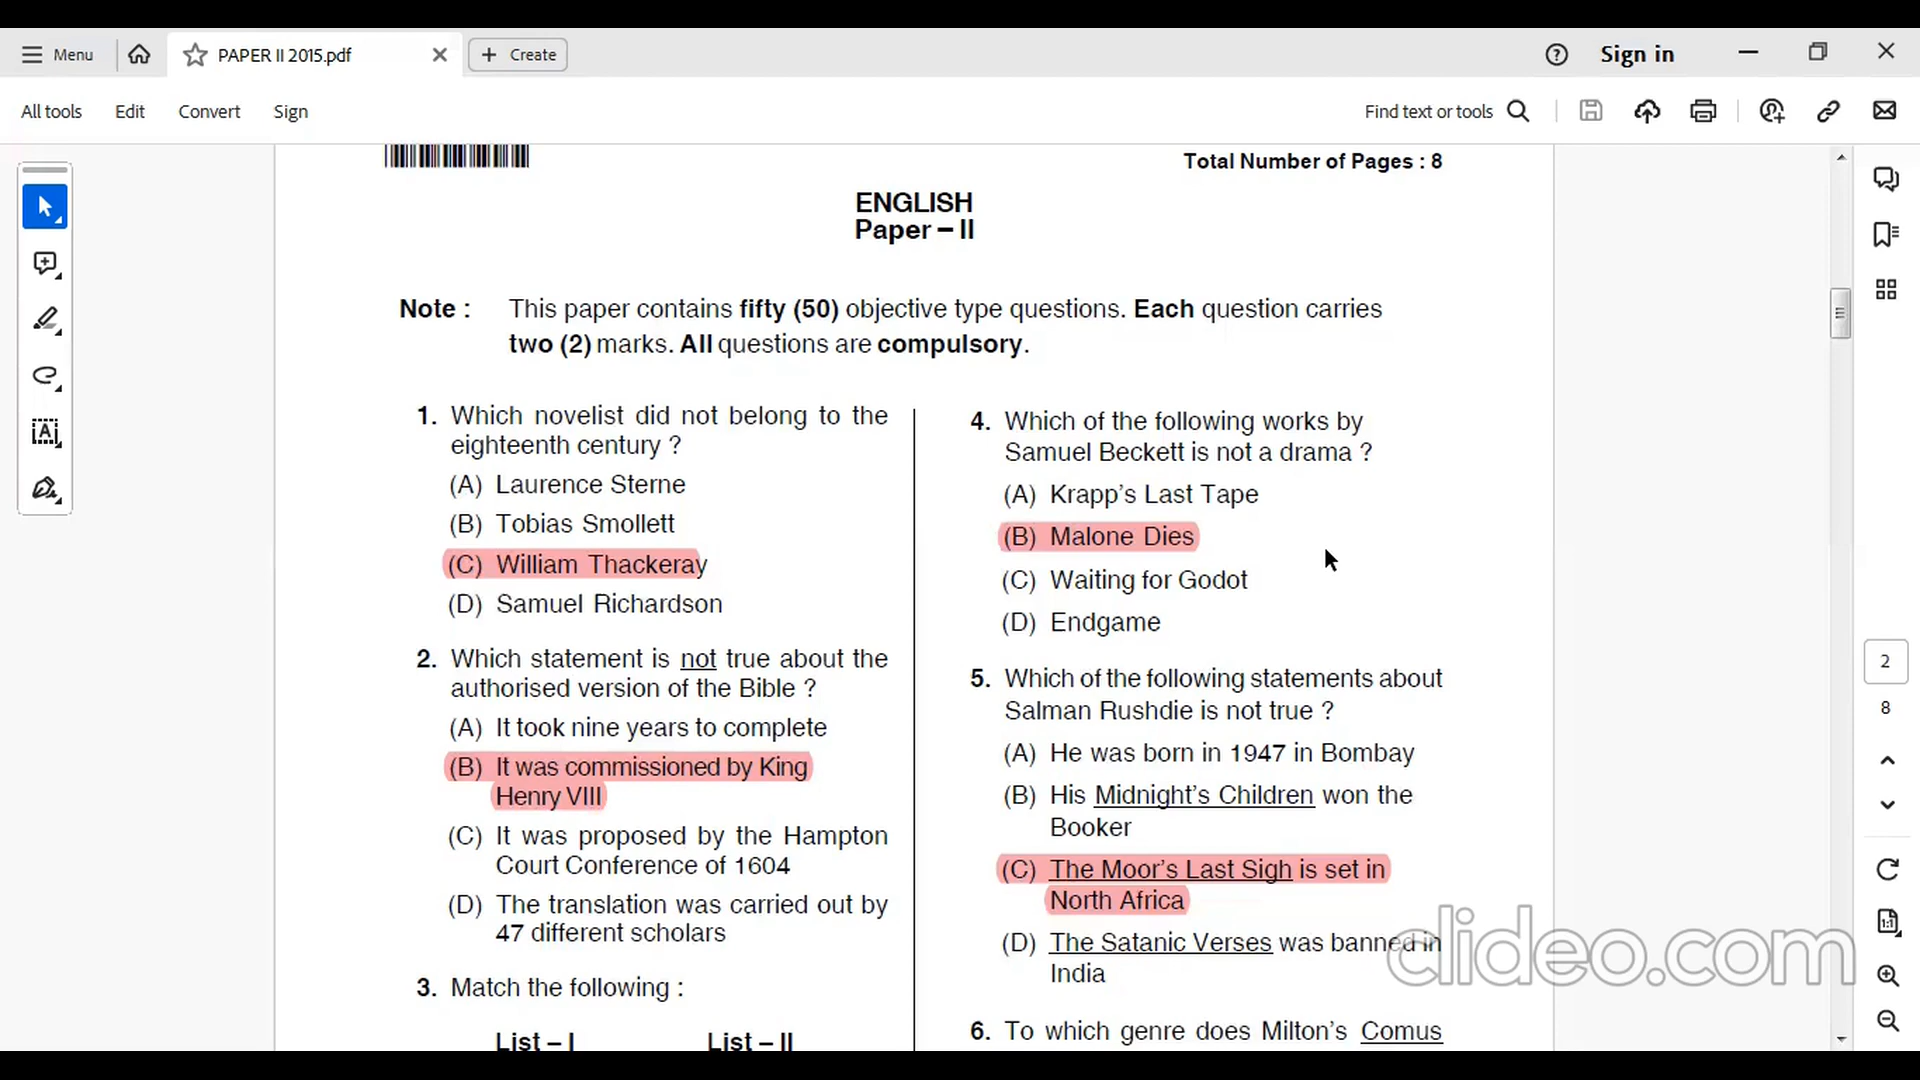 Menu
PAPER II 2015.pdf
Create
Sign in
All tools
Edit
Convert
Sign
Find text or tools
Total Number of Pages : 8
ENGLISH
Paper – II
Note : This paper contains fifty (50) objective type questions. Each question carries
two (2) marks. All questions are compulsory.
1. Which novelist did not belong to the
eighteenth century ?
(A) Laurence Sterne
(B) Tobias Smollett
(C) William Thackeray
(D) Samuel Richardson
2. Which statement is not true about the
authorised version of the Bible ?
(A) It took nine years to complete
(B) It was commissioned by King
Henry VIII
(C) It was proposed by the Hampton
Court Conference of 1604
(D) The translation was carried out by
47 different scholars
3. Match the following :
List – I List – II
4. Which of the following works by
Samuel Beckett is not a drama ?
(A) Krapp's Last Tape
(B) Malone Dies
(C) Waiting for Godot
(D) Endgame
5. Which of the following statements about
Salman Rushdie is not true ?
(A) He was born in 1947 in Bombay
(B) His Midnight's Children won the
Booker
(C) The Moor's Last Sigh is set in
North Africa
(D) The Satanic Verses was banned in
India
6. To which genre does Milton's Comus
2
8
1:1
clideo.com